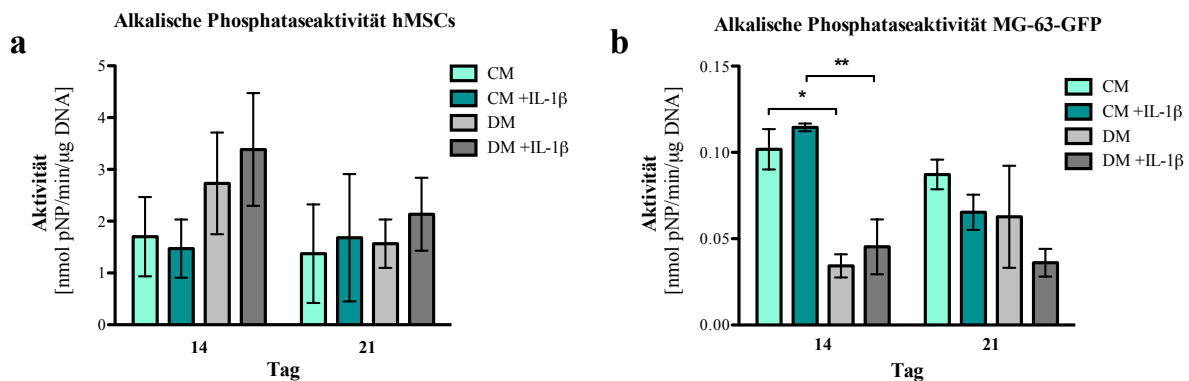 Alkalische Phosphataseaktivität hMSCs
a
Aktivität
[nmol pNP/min/µg DNA]
5
4
3
2
1
0
14
21
Tag
CM
CM +IL-1β
DM
DM +IL-1β
Alkalische Phosphataseaktivität MG-63-GFP
b
Aktivität
[nmol pNP/min/µg DNA]
0.15
0.10
0.05
0.00
*
**
14
21
Tag
CM
CM +IL-1β
DM
DM +IL-1β